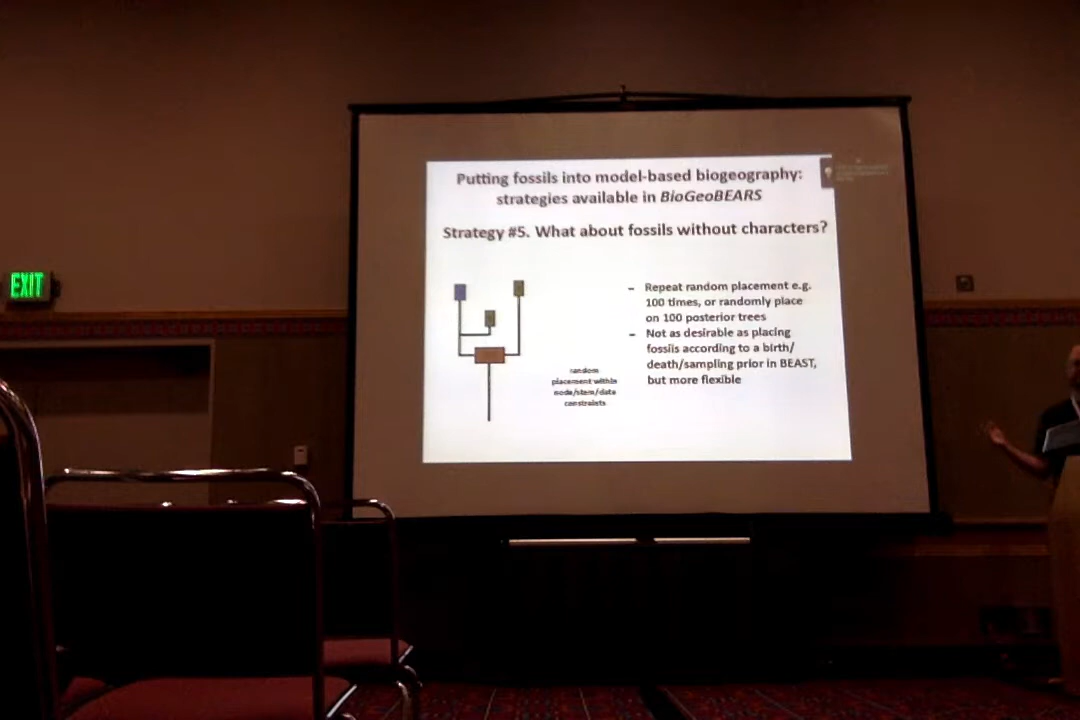 Putting fossils into model-based biogeography:
strategies available in BioGeoBEARS
Strategy #5. What about fossils without characters?
EXIT
– Repeat random placement e.g.
100 times, or randomly place
on 100 posterior trees
– Not as desirable as placing
fossils according to a birth/
death/sampling prior in BEAST,
but more flexible
random
placement within
node/stem/date
constraints